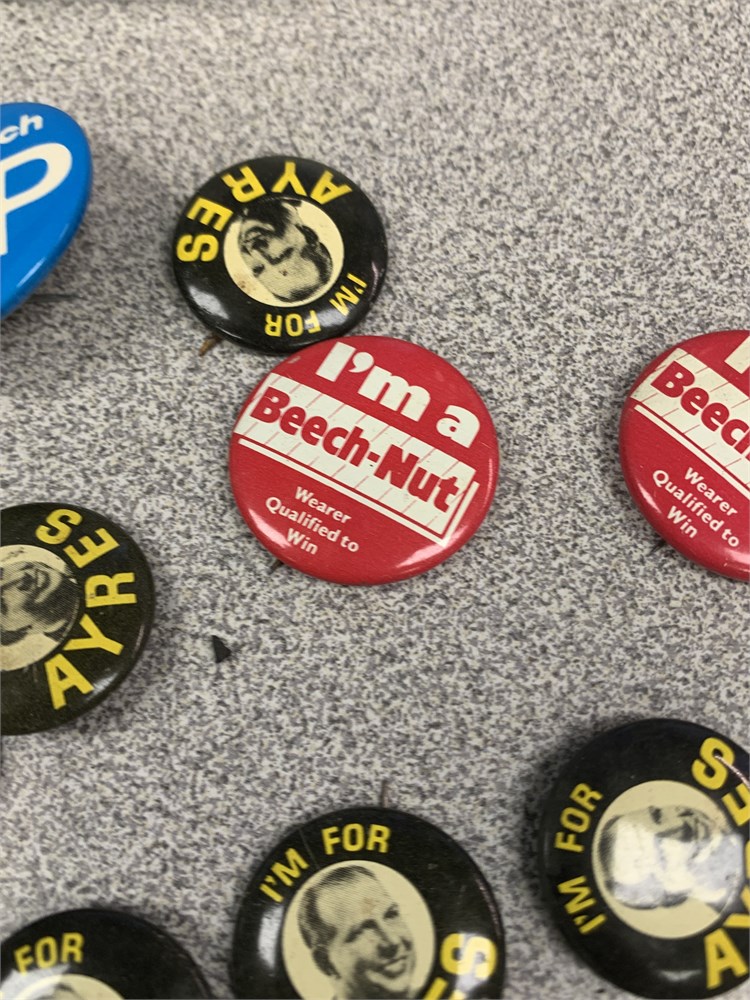 ch
P
I'M FOR
AYRES
I'm a
Beech-Nut
Wearer
Qualified to
Win
Beech
Wearer
Qualified to
Win
AYRES
I'M FOR
AYRES
I'M FOR
ES
FOR